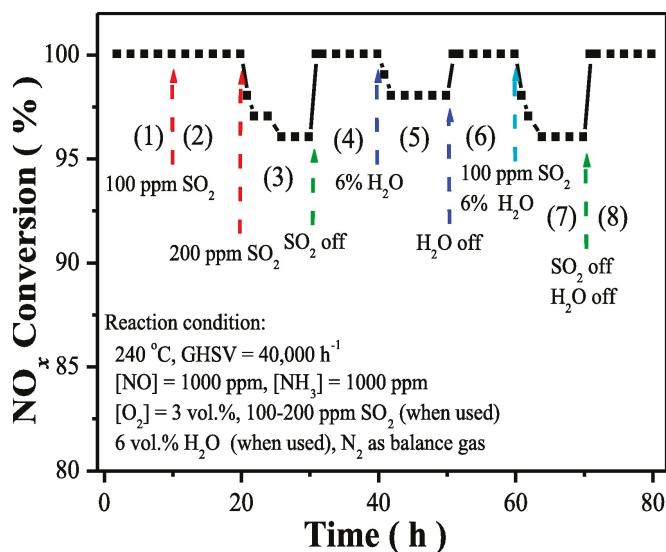 100
95
90
85
80
NOx Conversion ( % )
(1)
(2)
(3)
(4)
(5)
(6)
(7)
(8)
100 ppm SO₂
200 ppm SO₂
SO₂ off
6% H₂O
H₂O off
100 ppm SO₂
6% H₂O
SO₂ off
H₂O off
Reaction condition:
240 °C, GHSV = 40,000 h⁻¹
[NO] = 1000 ppm, [NH₃] = 1000 ppm
[O₂] = 3 vol.%, 100-200 ppm SO₂ (when used)
6 vol.% H₂O (when used), N₂ as balance gas
0
20
40
60
80
Time ( h )